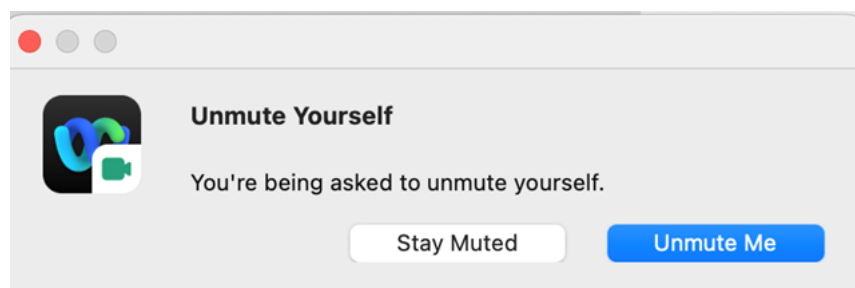 Unmute Yourself
You're being asked to unmute yourself.
Stay Muted
Unmute Me